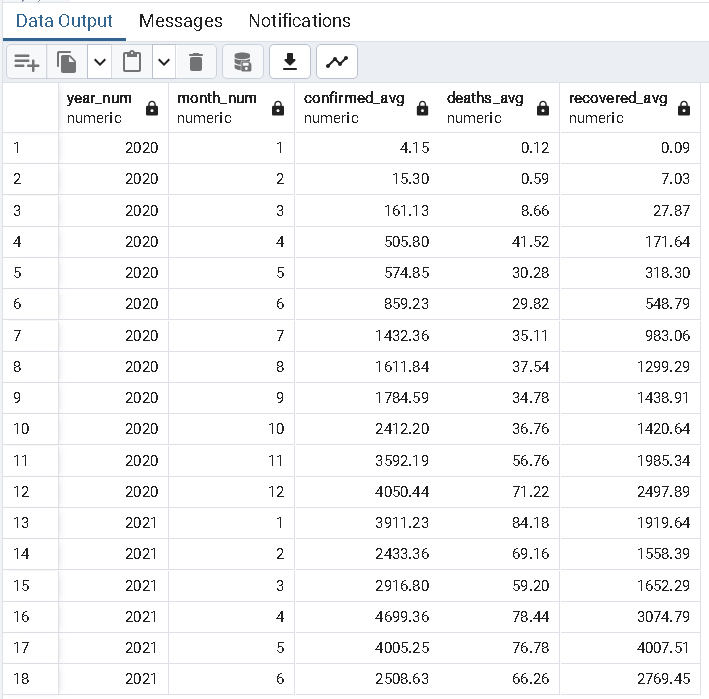 Data Output Messages Notifications
year_num month_num confirmed_avg deaths_avg recovered_avg
numeric numeric numeric numeric numeric
1 2020 1 4.15 0.12 0.09
2 2020 2 15.30 0.59 7.03
3 2020 3 161.13 8.66 27.87
4 2020 4 505.80 41.52 171.64
5 2020 5 574.85 30.28 318.30
6 2020 6 859.23 29.82 548.79
7 2020 7 1432.36 35.11 983.06
8 2020 8 1611.84 37.54 1299.29
9 2020 9 1784.59 34.78 1438.91
10 2020 10 2412.20 36.76 1420.64
11 2020 11 3592.19 56.76 1985.34
12 2020 12 4050.44 71.22 2497.89
13 2021 1 3911.23 84.18 1919.64
14 2021 2 2433.36 69.16 1558.39
15 2021 3 2916.80 59.20 1652.29
16 2021 4 4699.36 78.44 3074.79
17 2021 5 4005.25 76.78 4007.51
18 2021 6 2508.63 66.26 2769.45